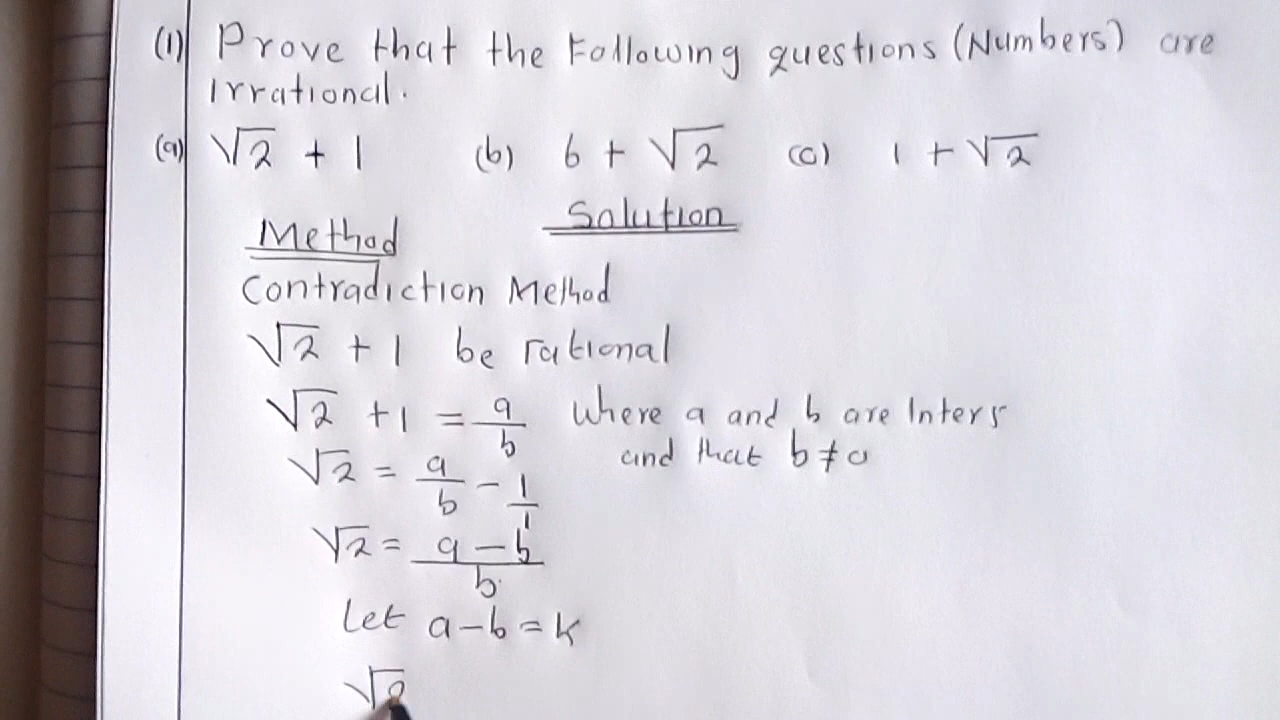 (1) Prove that the Following questions (Numbers) are
Irrational.
(a) √2 + 1 (b) 6 + √2 (c) 1 + √2
Solution
Method
Contradiction Method
√2 + 1 be rational
√2 + 1 = a/b Where a and b are Inters
and that b ≠ 0
√2 = a/b - 1/1
√2 = a - b/b
Let a - b = k
√2